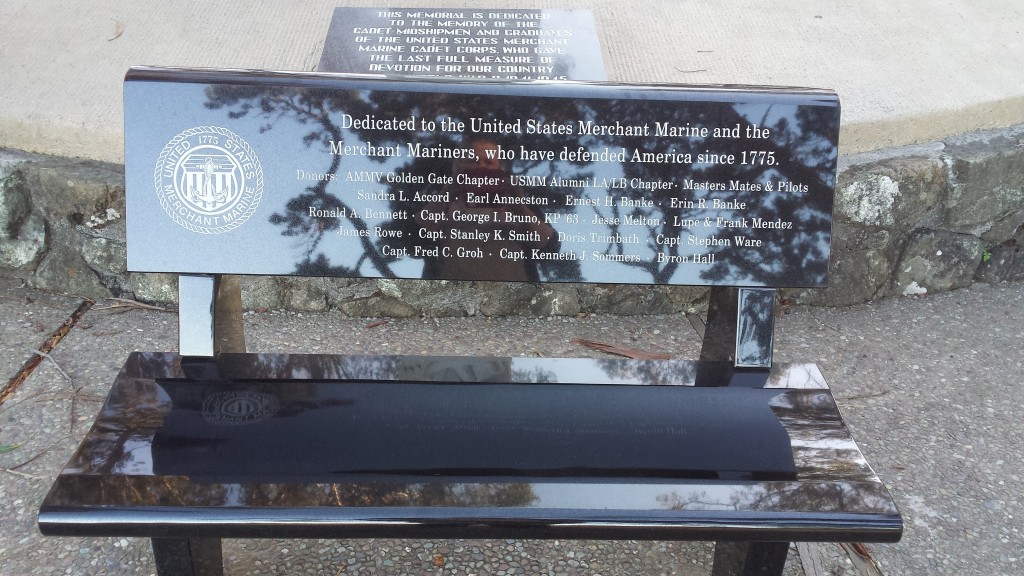 THIS MEMORIAL IS DEDICATED
TO THE MEMORY OF THE
CADET-MIDSHIPMEN AND GRADUATES
OF THE UNITED STATES MERCHANT
MARINE CADET CORPS, WHO GAVE
THE LAST FULL MEASURE OF
DEVOTION FOR OUR COUNTRY
UNITED STATES
1775
MERCHANT MARINE
Dedicated to the United States Merchant Marine and the
Merchant Mariners, who have defended America since 1775.
Donors: AMMV Golden Gate Chapter · USMM Alumni LA/LB Chapter · Masters Mates & Pilots
Sandra L. Accord · Earl Annecston · Ernest H. Banke · Erin R. Banke
Ronald A. Bennett · Capt. George I. Bruno, KP '63 · Jesse Melton · Lupe & Frank Mendez
James Rowe · Capt. Stanley K. Smith · Doris Trimbath · Capt. Stephen Ware
Capt. Fred C. Groh · Capt. Kenneth J. Sommers · Byron Hall